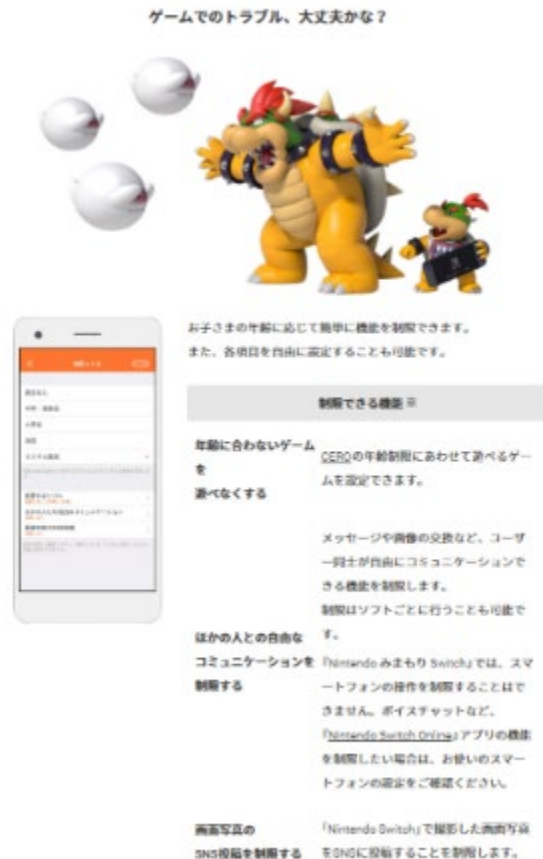 ゲームでのトラブル、大丈夫かな？
お子さまの年齢に応じて簡単に機能を制限できます。
また、各項目を自由に設定することも可能です。
制限できる機能 ※
年齢に合わないゲーム
を
遊べなくする
CEROの年齢制限にあわせて遊べるゲー
ムを設定できます。
ほかの人との自由な
コミュニケーションを
制限する
メッセージや画像の交換など、ユーザ
ー同士が自由にコミュニケーションで
きる機能を制限します。
制限はソフトごとに行うことも可能で
す。
『Nintendo みまもり Switch』では、スマ
ートフォンの操作を制限することはで
きません。ボイスチャットなど、
『Nintendo Switch Online』アプリの機能
を制限したい場合は、お使いのスマー
トフォンの設定をご確認ください。
画面写真の
SNS投稿を制限する
「Nintendo Switch」で撮影した画面写真
をSNSに投稿することを制限します。